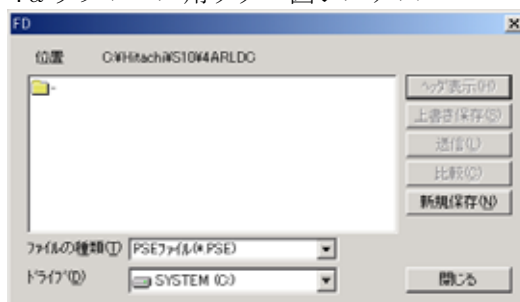 FD
位置 C:¥Hitachi¥S10¥4ARLDC
-
ヘッダ表示(H)
上書き保存(S)
送信(L)
比較(C)
新規保存(N)
ファイルの種類(T) PSEファイル(*.PSE)
ドライブ(D) SYSTEM (C:)
閉じる